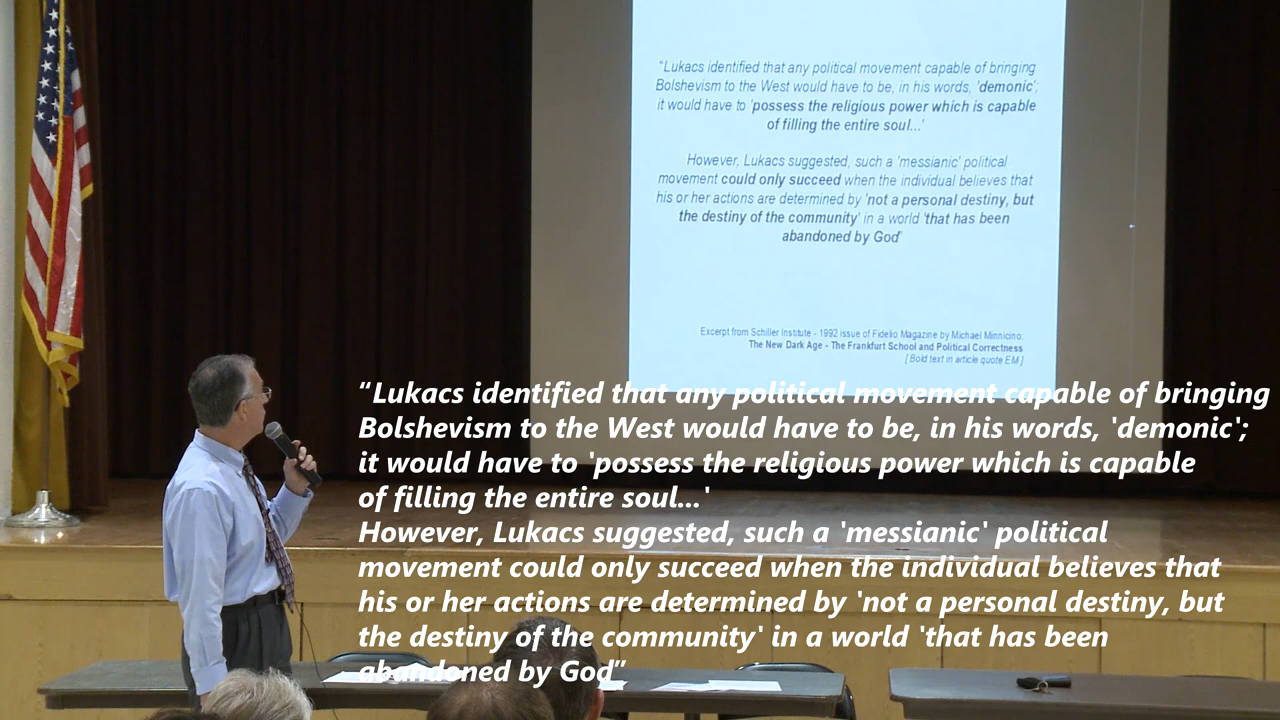 "Lukacs identified that any political movement capable of bringing
Bolshevism to the West would have to be, in his words, 'demonic';
it would have to 'possess the religious power which is capable
of filling the entire soul...'
However, Lukacs suggested, such a 'messianic' political
movement could only succeed when the individual believes that
his or her actions are determined by 'not a personal destiny, but
the destiny of the community' in a world 'that has been
abandoned by God'
Excerpt from Schiller Institute - 1992 issue of Fidelio Magazine by Michael Minnicino:
The New Dark Age - The Frankfurt School and Political Correctness
[ Bold text in article quote EM ]
“Lukacs identified that any political movement capable of bringing
Bolshevism to the West would have to be, in his words, 'demonic';
it would have to 'possess the religious power which is capable
of filling the entire soul...'
However, Lukacs suggested, such a 'messianic' political
movement could only succeed when the individual believes that
his or her actions are determined by 'not a personal destiny, but
the destiny of the community' in a world 'that has been
abandoned by God”